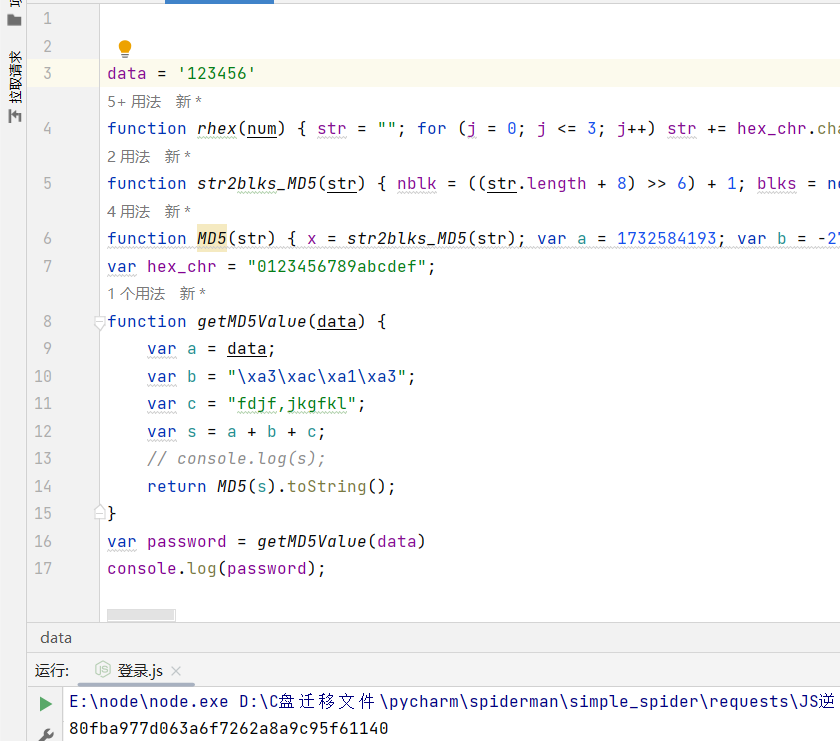 拉取请求
1
2
3 data = '123456'
5+ 用法 新 *
4 function rhex(num) { str = ""; for (j = 0; j <= 3; j++) str += hex_chr.cha
2 用法 新 *
5 function str2blks_MD5(str) { nblk = ((str.length + 8) >> 6) + 1; blks = ne
4 用法 新 *
6 function MD5(str) { x = str2blks_MD5(str); var a = 1732584193; var b = -27
7 var hex_chr = "0123456789abcdef";
1 个用法 新 *
8 function getMD5Value(data) {
9 var a = data;
10 var b = "\xa3\xac\xa1\xa3";
11 var c = "fdjf,jkgfkl";
12 var s = a + b + c;
13 // console.log(s);
14 return MD5(s).toString();
15 }
16 var password = getMD5Value(data)
17 console.log(password);
data
运行: JS 登录.js ×
E:\node\node.exe D:\C盘迁移文件\pycharm\spiderman\simple_spider\requests\JS逆
80fba977d063a6f7262a8a9c95f61140